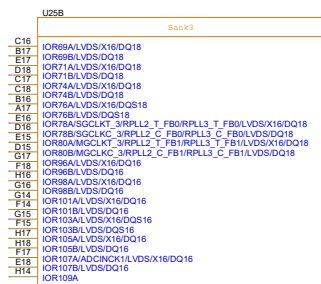 U25B
Bank3
C16
IOR69A/LVDS/X16/DQ18
B17
IOR69B/LVDS/DQ18
E17
IOR71A/LVDS/X16/DQ18
D18
IOR71B/LVDS/DQ18
C17
IOR74A/LVDS/X16/DQ18
C18
IOR74B/LVDS/DQ18
B18
IOR76A/LVDS/X16/DQS18
A17
IOR76B/LVDS/DQS18
E16
IOR78A/SGCLKT_3/RPLL2_T_FB0/RPLL3_T_FB0/LVDS/X16/DQ18
D16
IOR78B/SGCLKC_3/RPLL2_C_FB0/RPLL3_C_FB0/LVDS/DQ18
E15
IOR80A/MGCLKT_3/RPLL2_T_FB1/RPLL3_T_FB1/LVDS/X16/DQ18
D15
IOR80B/MGCLKC_3/RPLL2_C_FB1/RPLL3_C_FB1/LVDS/DQ18
G17
IOR96A/LVDS/X16/DQ16
F18
IOR96B/LVDS/DQ16
H16
IOR98A/LVDS/X16/DQ16
G16
IOR98B/LVDS/DQ16
G14
IOR101A/LVDS/X16/DQ16
F14
IOR101B/LVDS/DQ16
G15
IOR103A/LVDS/X16/DQS16
F15
IOR103B/LVDS/DQS16
H17
IOR105A/LVDS/X16/DQ16
H18
IOR105B/LVDS/DQ16
F17
IOR107A/ADCINCK1/LVDS/X16/DQ16
E18
IOR107B/LVDS/DQ16
H14
IOR109A